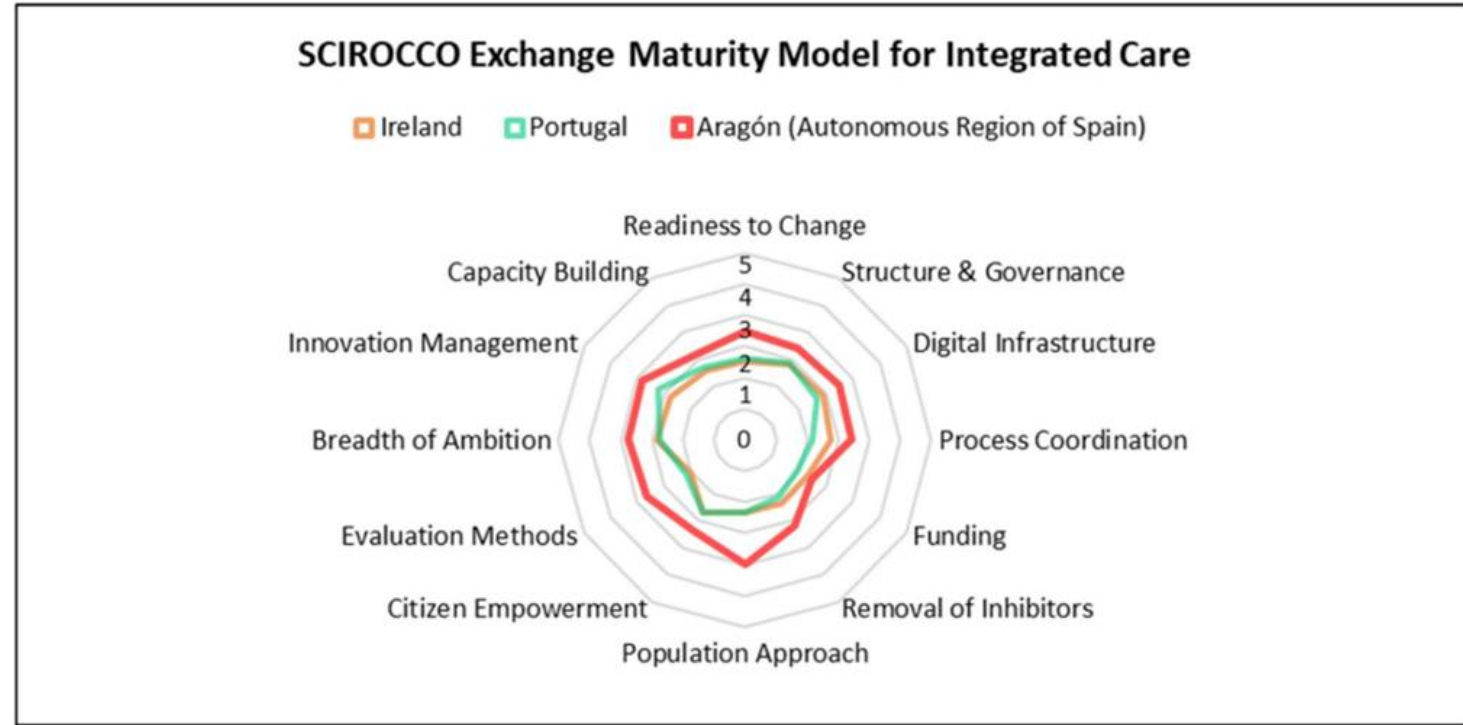 SCIROCCO Exchange Maturity Model for Integrated Care
Ireland Portugal Aragón (Autonomous Region of Spain)
Readiness to Change
Capacity Building
Structure & Governance
Innovation Management
Digital Infrastructure
Breadth of Ambition
Process Coordination
Evaluation Methods
Funding
Citizen Empowerment
Removal of Inhibitors
Population Approach
5
4
3
2
1
0